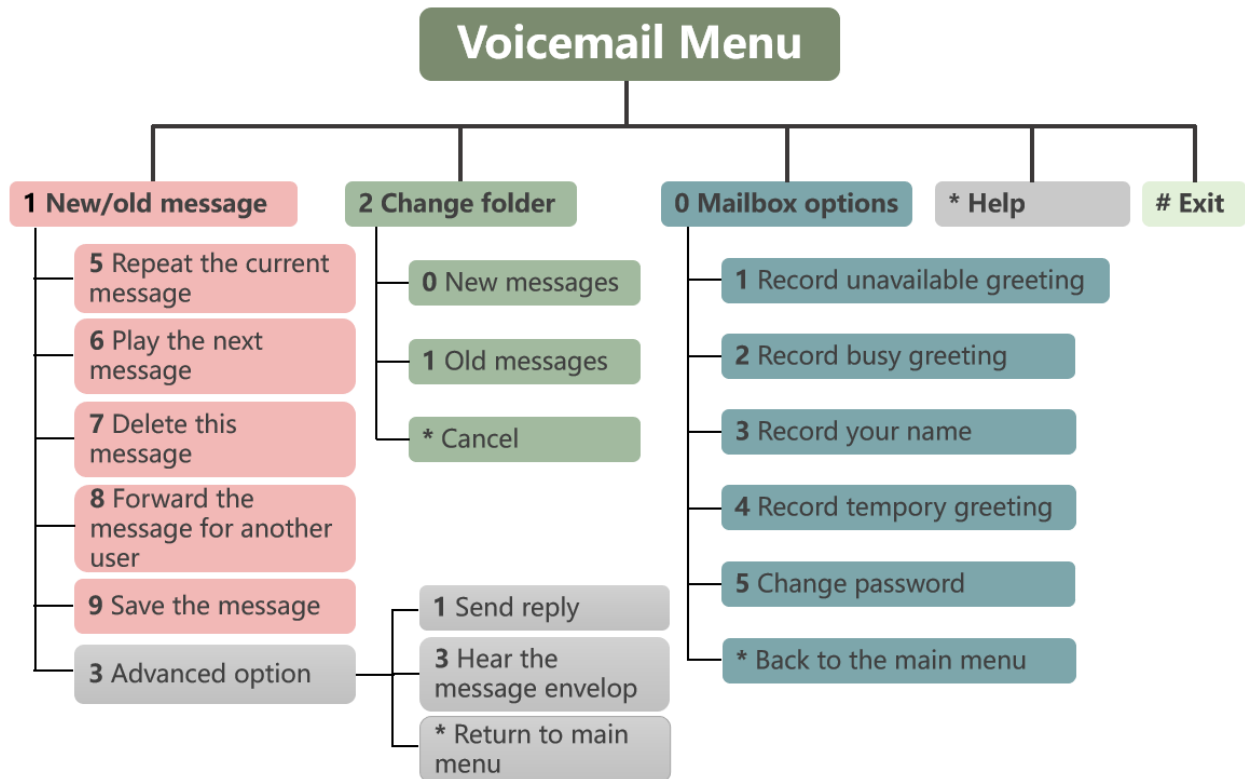 Voicemail Menu
1 New/old message
5 Repeat the current
message
6 Play the next
message
7 Delete this
message
8 Forward the
message for another
user
9 Save the message
3 Advanced option
1 Send reply
3 Hear the
message envelop
* Return to main
menu
2 Change folder
0 New messages
1 Old messages
* Cancel
0 Mailbox options
1 Record unavailable greeting
2 Record busy greeting
3 Record your name
4 Record tempory greeting
5 Change password
* Back to the main menu
* Help
# Exit